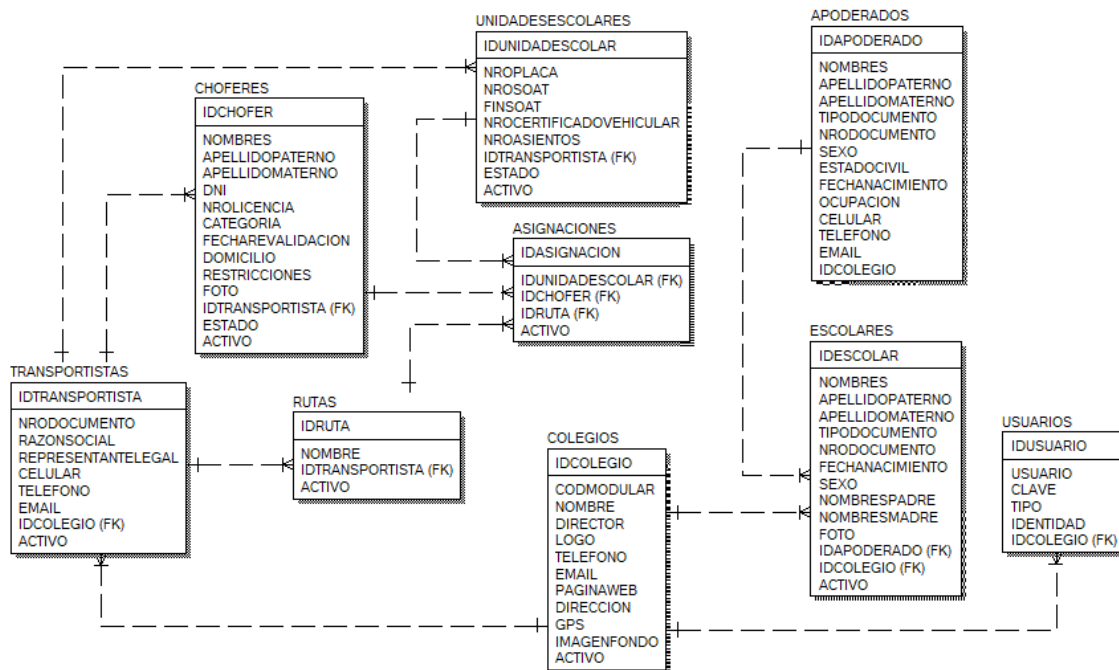 UNIDADESESCOLARES
IDUNIDADESCOLAR
NROPLACA
NROSOAT
FINSOAT
NROCERTIFICADOVEHICULAR
NROASIENTOS
IDTRANSPORTISTA (FK)
ESTADO
ACTIVO
APODERADOS
IDAPODERADO
NOMBRES
APELLIDOPATERNO
APELLIDOMATERNO
TIPODOCUMENTO
NRODOCUMENTO
SEXO
ESTADOCIVIL
FECHANACIMIENTO
OCUPACION
CELULAR
TELEFONO
EMAIL
IDCOLEGIO
CHOFERES
IDCHOFER
NOMBRES
APELLIDOPATERNO
APELLIDOMATERNO
DNI
NROLICENCIA
CATEGORIA
FECHAREVALIDACION
DOMICILIO
RESTRICCIONES
FOTO
IDTRANSPORTISTA (FK)
ESTADO
ACTIVO
ASIGNACIONES
IDASIGNACION
IDUNIDADESCOLAR (FK)
IDCHOFER (FK)
IDRUTA (FK)
ACTIVO
ESCOLARES
IDESCOLAR
NOMBRES
APELLIDOPATERNO
APELLIDOMATERNO
TIPODOCUMENTO
NRODOCUMENTO
FECHANACIMIENTO
SEXO
NOMBRESPADRE
NOMBRESMADRE
FOTO
IDAPODERADO (FK)
IDCOLEGIO (FK)
ACTIVO
TRANSPORTISTAS
IDTRANSPORTISTA
NRODOCUMENTO
RAZONSOCIAL
REPRESENTANTELEGAL
CELULAR
TELEFONO
EMAIL
IDCOLEGIO (FK)
ACTIVO
RUTAS
IDRUTA
NOMBRE
IDTRANSPORTISTA (FK)
ACTIVO
COLEGIOS
IDCOLEGIO
CODMODULAR
NOMBRE
DIRECTOR
LOGO
TELEFONO
EMAIL
PAGINAWEB
DIRECCION
GPS
IMAGENFONDO
ACTIVO
USUARIOS
IDUSUARIO
USUARIO
CLAVE
TIPO
IDENTIDAD
IDCOLEGIO (FK)